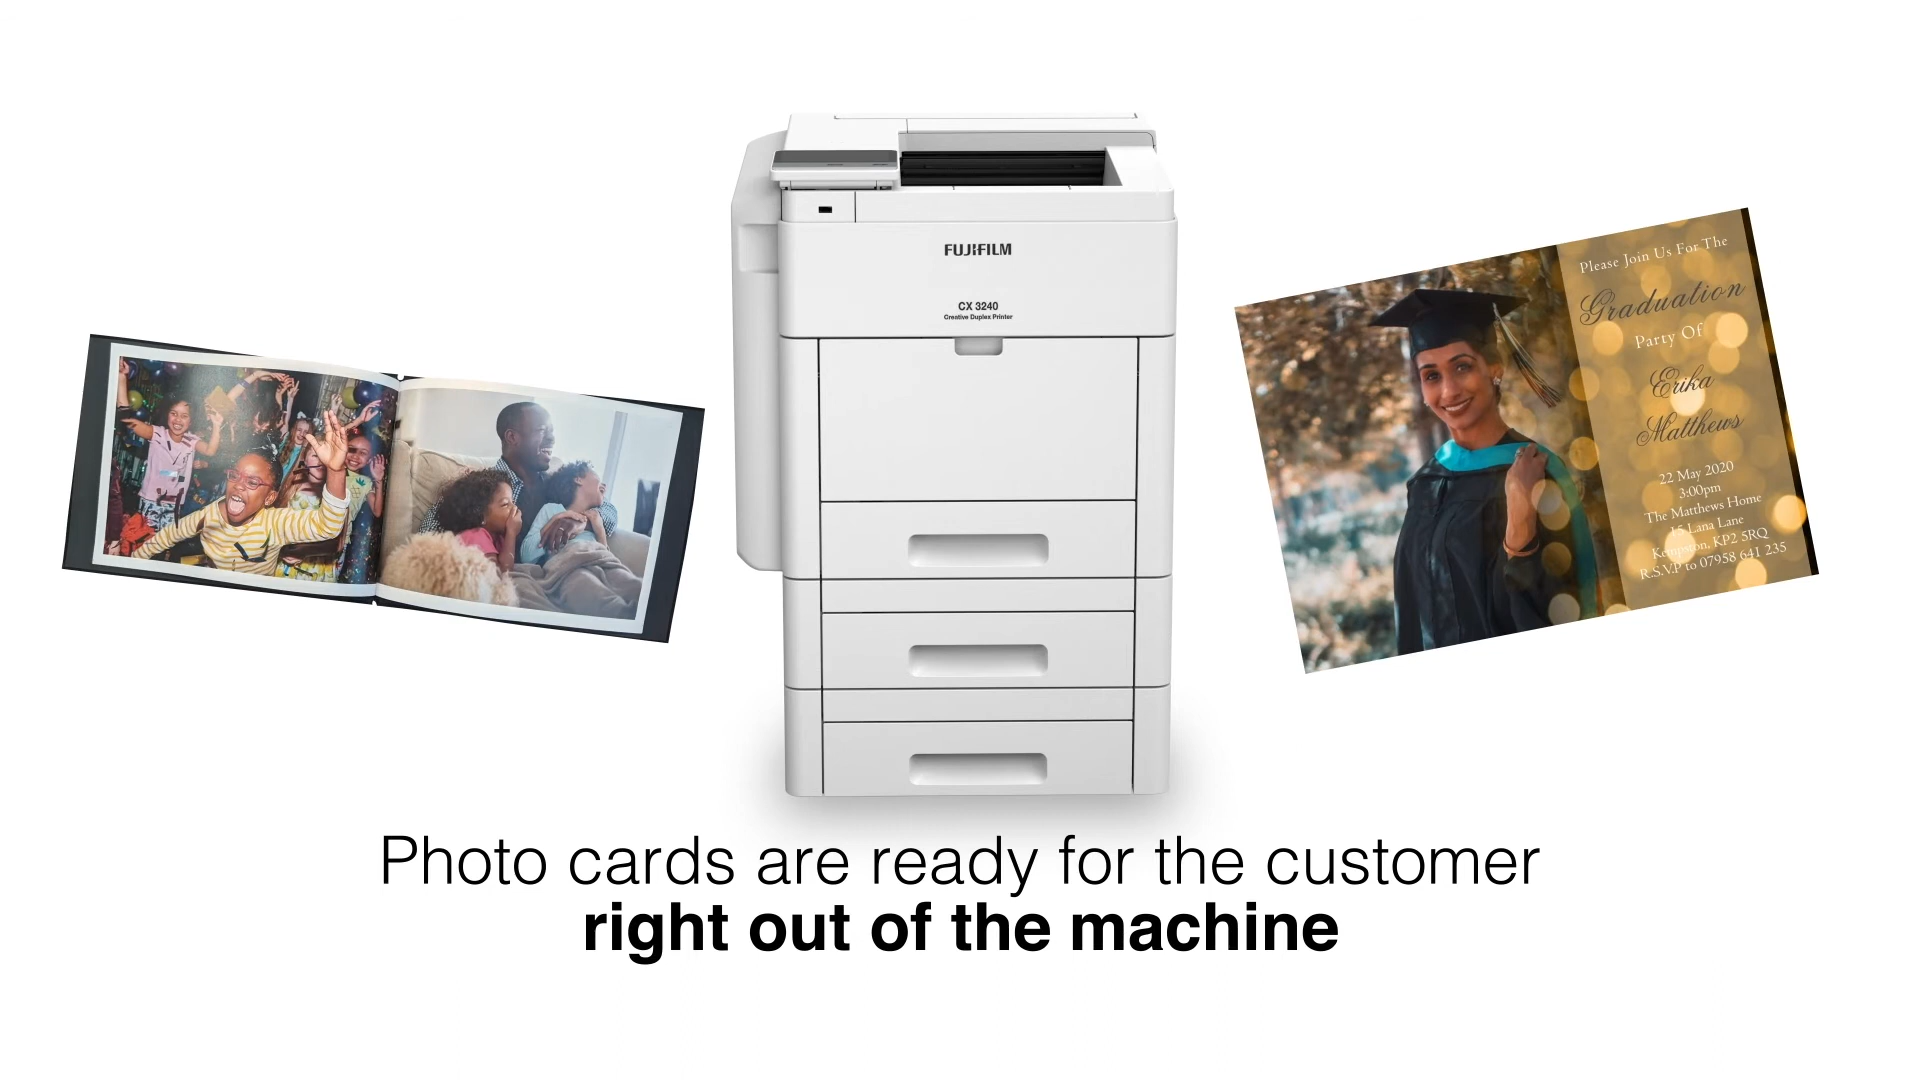 FUJIFILM
CX 3240
Creative Duplex Printer
Please Join Us For The
Graduation
Party Of
Erika
Matthews
22 May 2020
3:00pm
The Matthews Home
15 Lana Lane
Kempston, KP2 5RQ
R.S.V.P to 07958 641 235
Photo cards are ready for the customer
right out of the machine